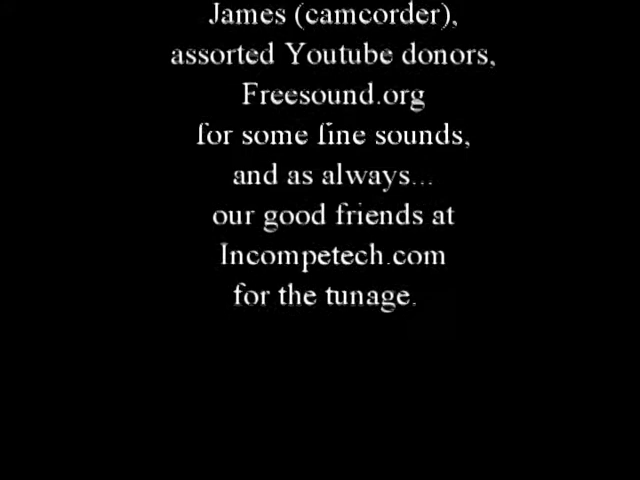 James (camcorder),
assorted Youtube donors,
Freesound.org
for some fine sounds,
and as always...
our good friends at
Incompetech.com
for the tunage.